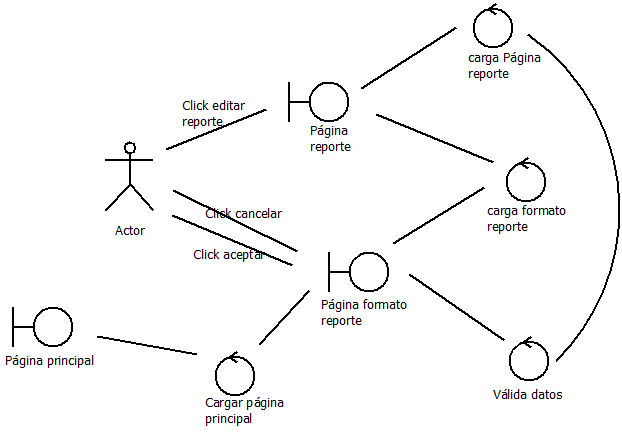 carga Página
reporte
Click editar
reporte
Página
reporte
carga formato
reporte
Click cancelar
Actor
Click aceptar
Página formato
reporte
Página principal
Válida datos
Cargar página
principal